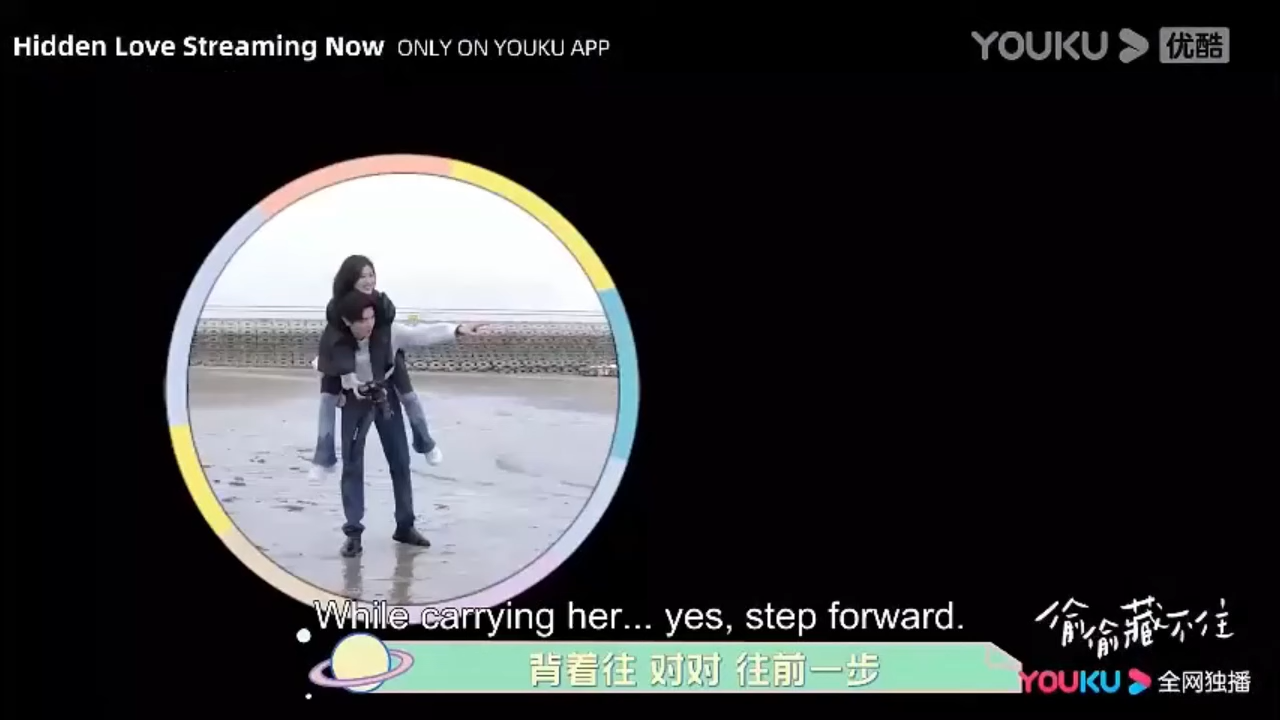 Hidden Love Streaming Now ONLY ON YOUKU APP
YOUKU 优酷
While carrying her... yes, step forward.
背着往 对对 往前一步
偷偷藏不住
YOUKU 全网独播